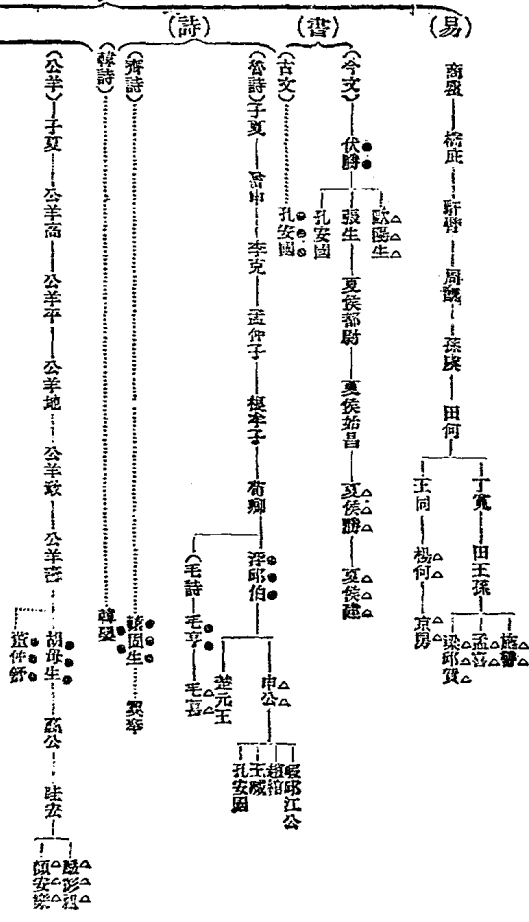 (易)
商瞿
橋庇
馯臂
周醜
孫虞
田何
丁寬
田王孫
施讐
孟喜
梁邱賀
王同
楊何
京房
(書)
(今文)
伏勝
歐陽生
張生
夏侯都尉
夏侯始昌
夏侯勝
夏侯建
孔安國
(古文)
孔安國
(詩)
(魯詩)
子夏
曾申
李克
孟仲子
根牟子
荀卿
浮邱伯
申公
瑕邱江公
趙綰
王臧
孔安國
楚元王
(毛詩)
毛亨
毛萇
(齊詩)
轅固生
翼奉
(韓詩)
韓嬰
(公羊)
子夏
公羊高
公羊平
公羊地
公羊敢
公羊壽
胡母生
董仲舒
嬴公
眭宏
嚴彭祖
顏安樂